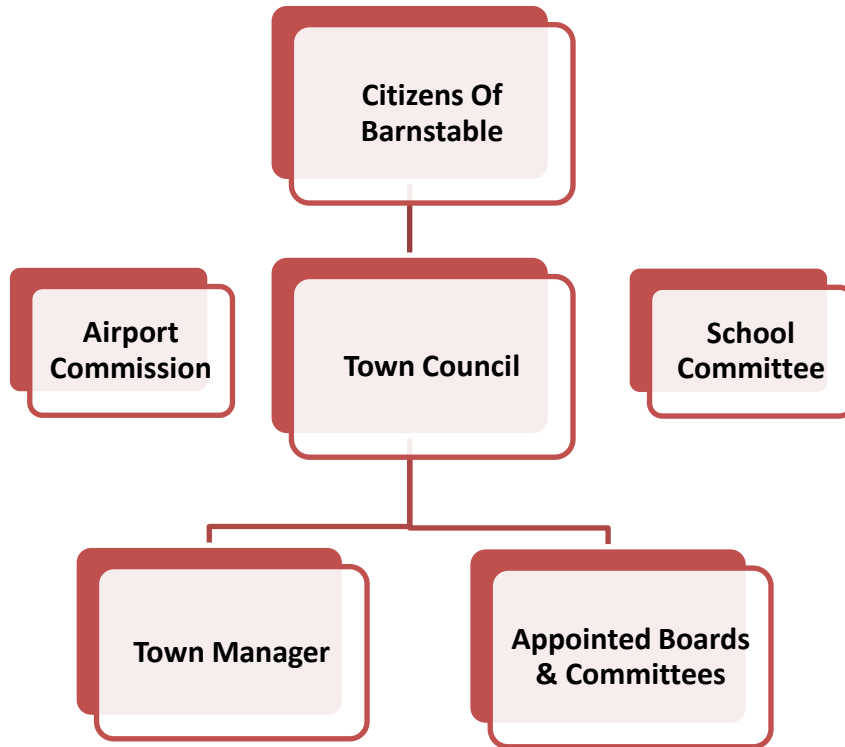 Citizens Of
Barnstable
Airport
Commission
Town Council
School
Committee
Town Manager
Appointed Boards
& Committees